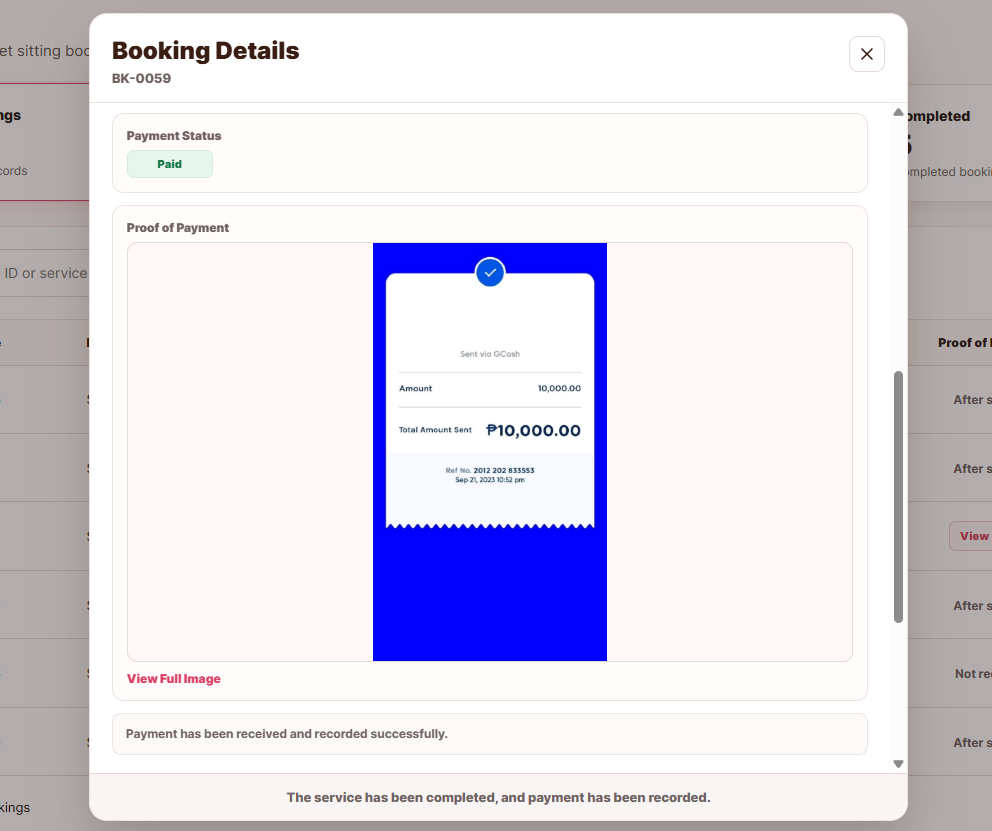 et sitting boo
ngs
cords
ID or service
kings
Booking Details
BK-0059
Payment Status
Paid
Proof of Payment
Sent via GCash
Amount 10,000.00
Total Amount Sent ₱10,000.00
Ref No. 2012 202 833553
Sep 21, 2023 10:52 pm
View Full Image
Payment has been received and recorded successfully.
The service has been completed, and payment has been recorded.
ompleted
mpleted bookin
Proof of
After s
After s
View
After s
Not re
After s